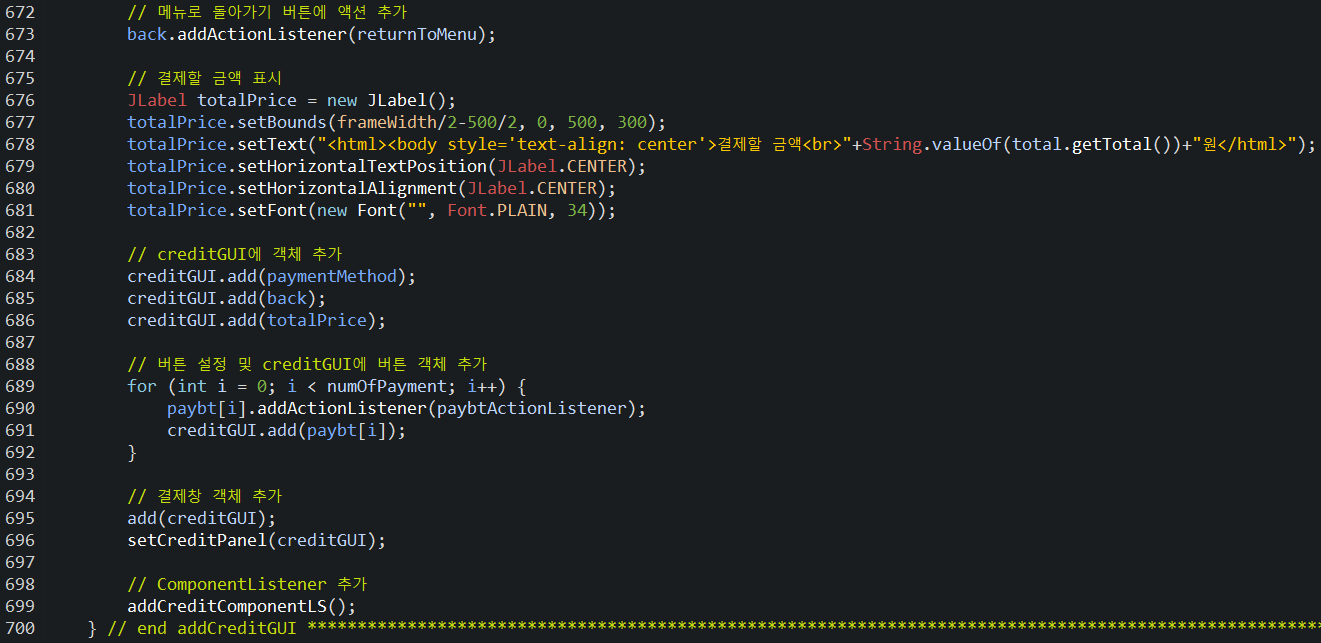 672 // 메뉴로 돌아가기 버튼에 액션 추가
673 back.addActionListener(returnToMenu);
674
675 // 결제할 금액 표시
676 JLabel totalPrice = new JLabel();
677 totalPrice.setBounds(frameWidth/2-500/2, 0, 500, 300);
678 totalPrice.setText("<html><body style='text-align: center'>결제할 금액<br>"+String.valueOf(total.getTotal())+"원</html>");
679 totalPrice.setHorizontalTextPosition(JLabel.CENTER);
680 totalPrice.setHorizontalAlignment(JLabel.CENTER);
681 totalPrice.setFont(new Font("", Font.PLAIN, 34));
682
683 // creditGUI에 객체 추가
684 creditGUI.add(paymentMethod);
685 creditGUI.add(back);
686 creditGUI.add(totalPrice);
687
688 // 버튼 설정 및 creditGUI에 버튼 객체 추가
689 for (int i = 0; i < numOfPayment; i++) {
690 paybt[i].addActionListener(paybtActionListener);
691 creditGUI.add(paybt[i]);
692 }
693
694 // 결제창 객체 추가
695 add(creditGUI);
696 setCreditPanel(creditGUI);
697
698 // ComponentListener 추가
699 addCreditComponentLS();
700 } // end addCreditGUI ******************************************************************************************************